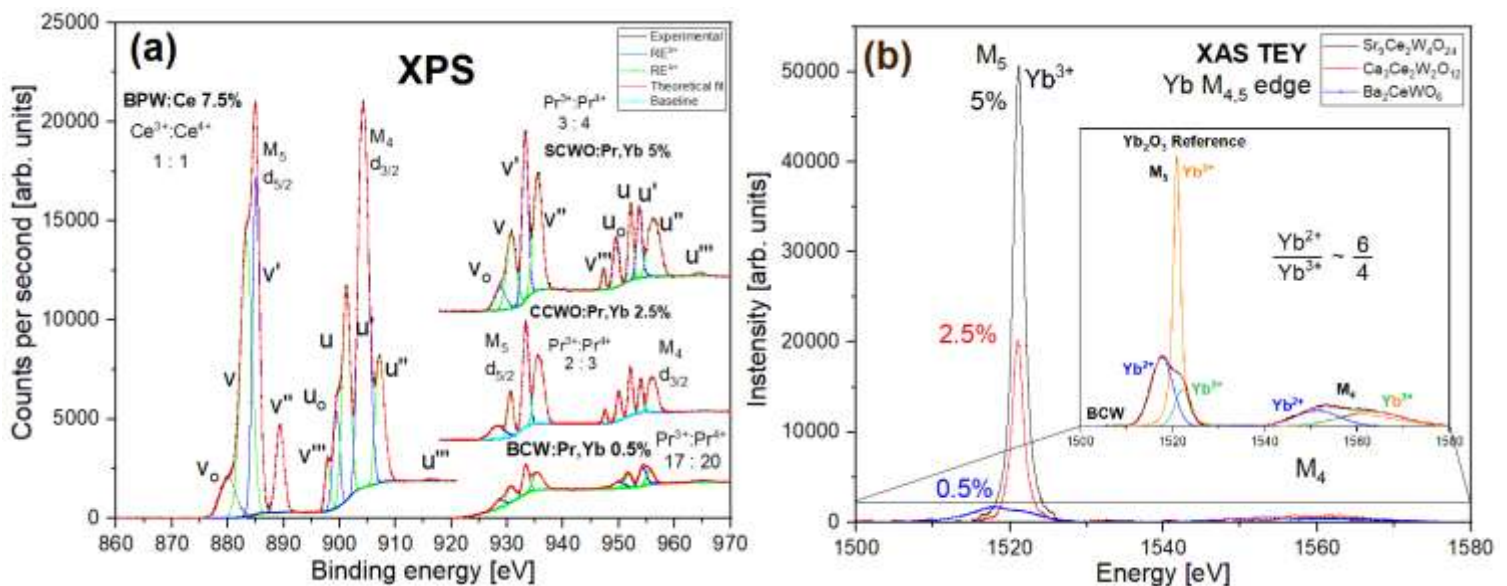 (a)
XPS
Experimental
RE³⁺
RE⁴⁺
Theoretical fit
Baseline
BPW:Ce 7.5%
Ce³⁺:Ce⁴⁺
1 : 1
M₅
d₅/₂
M₄
d₃/₂
vₒ
v
v'
v''
v'''
uₒ
u
u'
u''
u'''
Pr³⁺:Pr⁴⁺
3 : 4
SCWO:Pr,Yb 5%
vₒ
v
v'
v''
v'''
uₒ
u
u'
u''
u'''
CCWO:Pr,Yb 2.5%
M₅
d₅/₂
Pr³⁺:Pr⁴⁺
2 : 3
M₄
d₃/₂
BCW:Pr,Yb 0.5%
Pr³⁺:Pr⁴⁺
17 : 20
Counts per second [arb. units]
25000
20000
15000
10000
5000
0
860 870 880 890 900 910 920 930 940 950 960 970
Binding energy [eV]
(b)
M₅
Yb³⁺
5%
2.5%
0.5%
XAS TEY
Yb M₄,₅ edge
Sr₉Ce₂W₄O₂₄
Ca₃Ce₂W₂O₁₂
Ba₂CeWO₆
Yb₂O₃ Reference
M₅
Yb³⁺
Yb²⁺
Yb³⁺
Yb²⁺
M₄
Yb³⁺
BCW
Yb²⁺
Yb³⁺
~
6
4
1500 1520 1540 1560 1580
M₄
Instensity [arb. units]
50000
40000
30000
20000
10000
0
1500 1520 1540 1560 1580
Energy [eV]